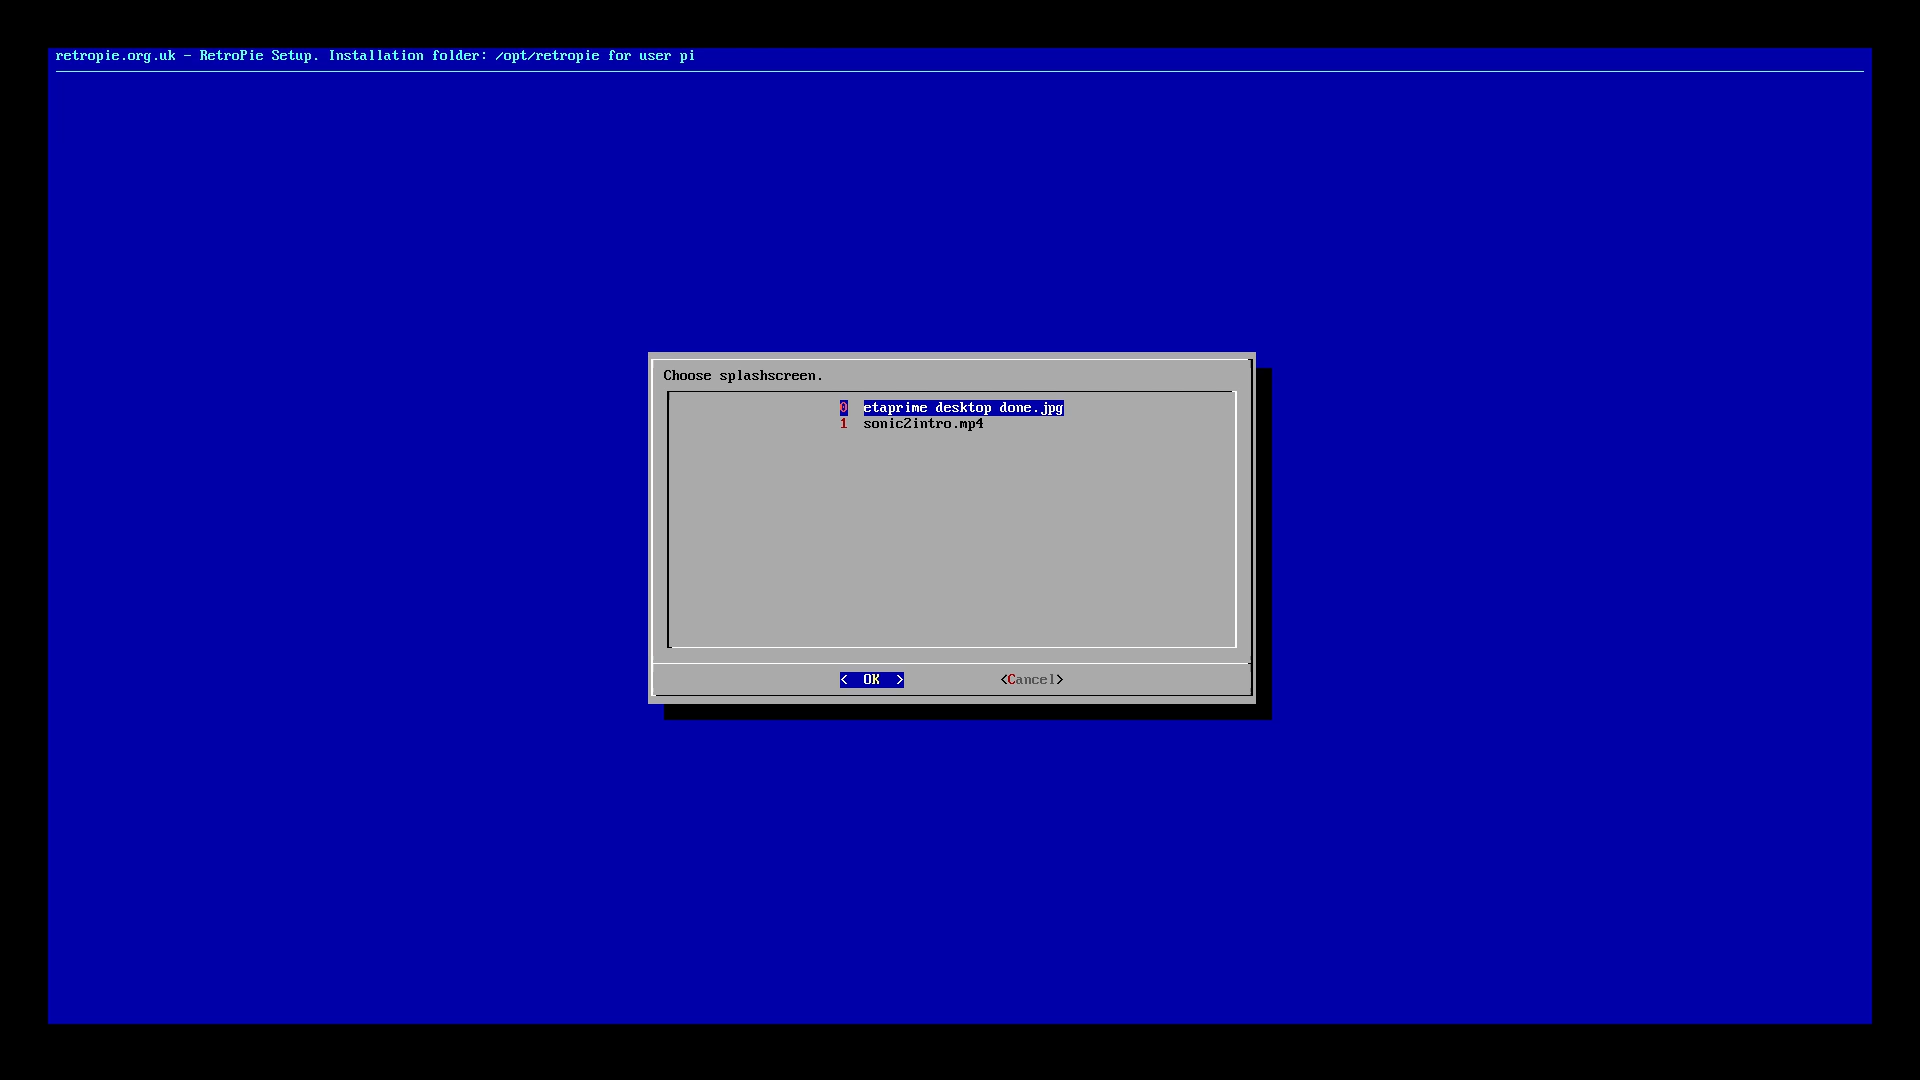 retropie.org.uk - RetroPie Setup. Installation folder: /opt/retropie for user pi
Choose splashscreen.
0 etaprime desktop done.jpg
1 sonic2intro.mp4
< OK > <Cancel>